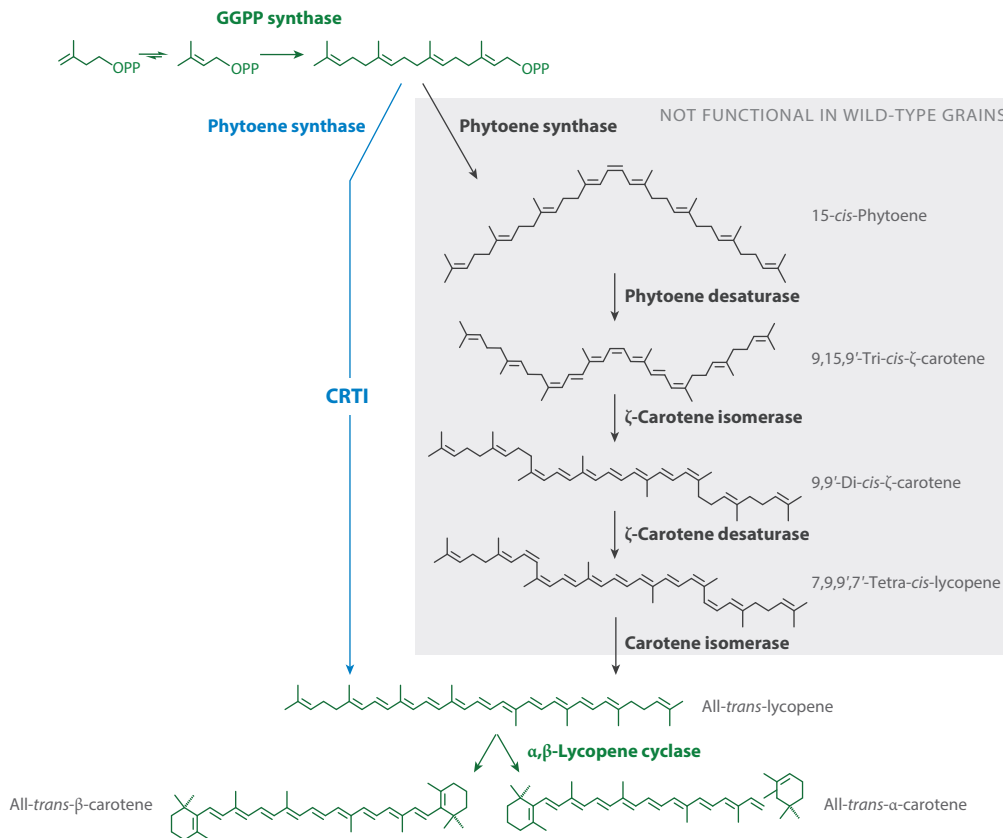 GGPP synthase
OPP
OPP
OPP
Phytoene synthase
Phytoene synthase
NOT FUNCTIONAL IN WILD-TYPE GRAINS
15-cis-Phytoene
Phytoene desaturase
9,15,9′-Tri-cis-ζ-carotene
CRTI
ζ-Carotene isomerase
9,9′-Di-cis-ζ-carotene
ζ-Carotene desaturase
7,9,9′,7′-Tetra-cis-lycopene
Carotene isomerase
All-trans-lycopene
α,β-Lycopene cyclase
All-trans-β-carotene
All-trans-α-carotene